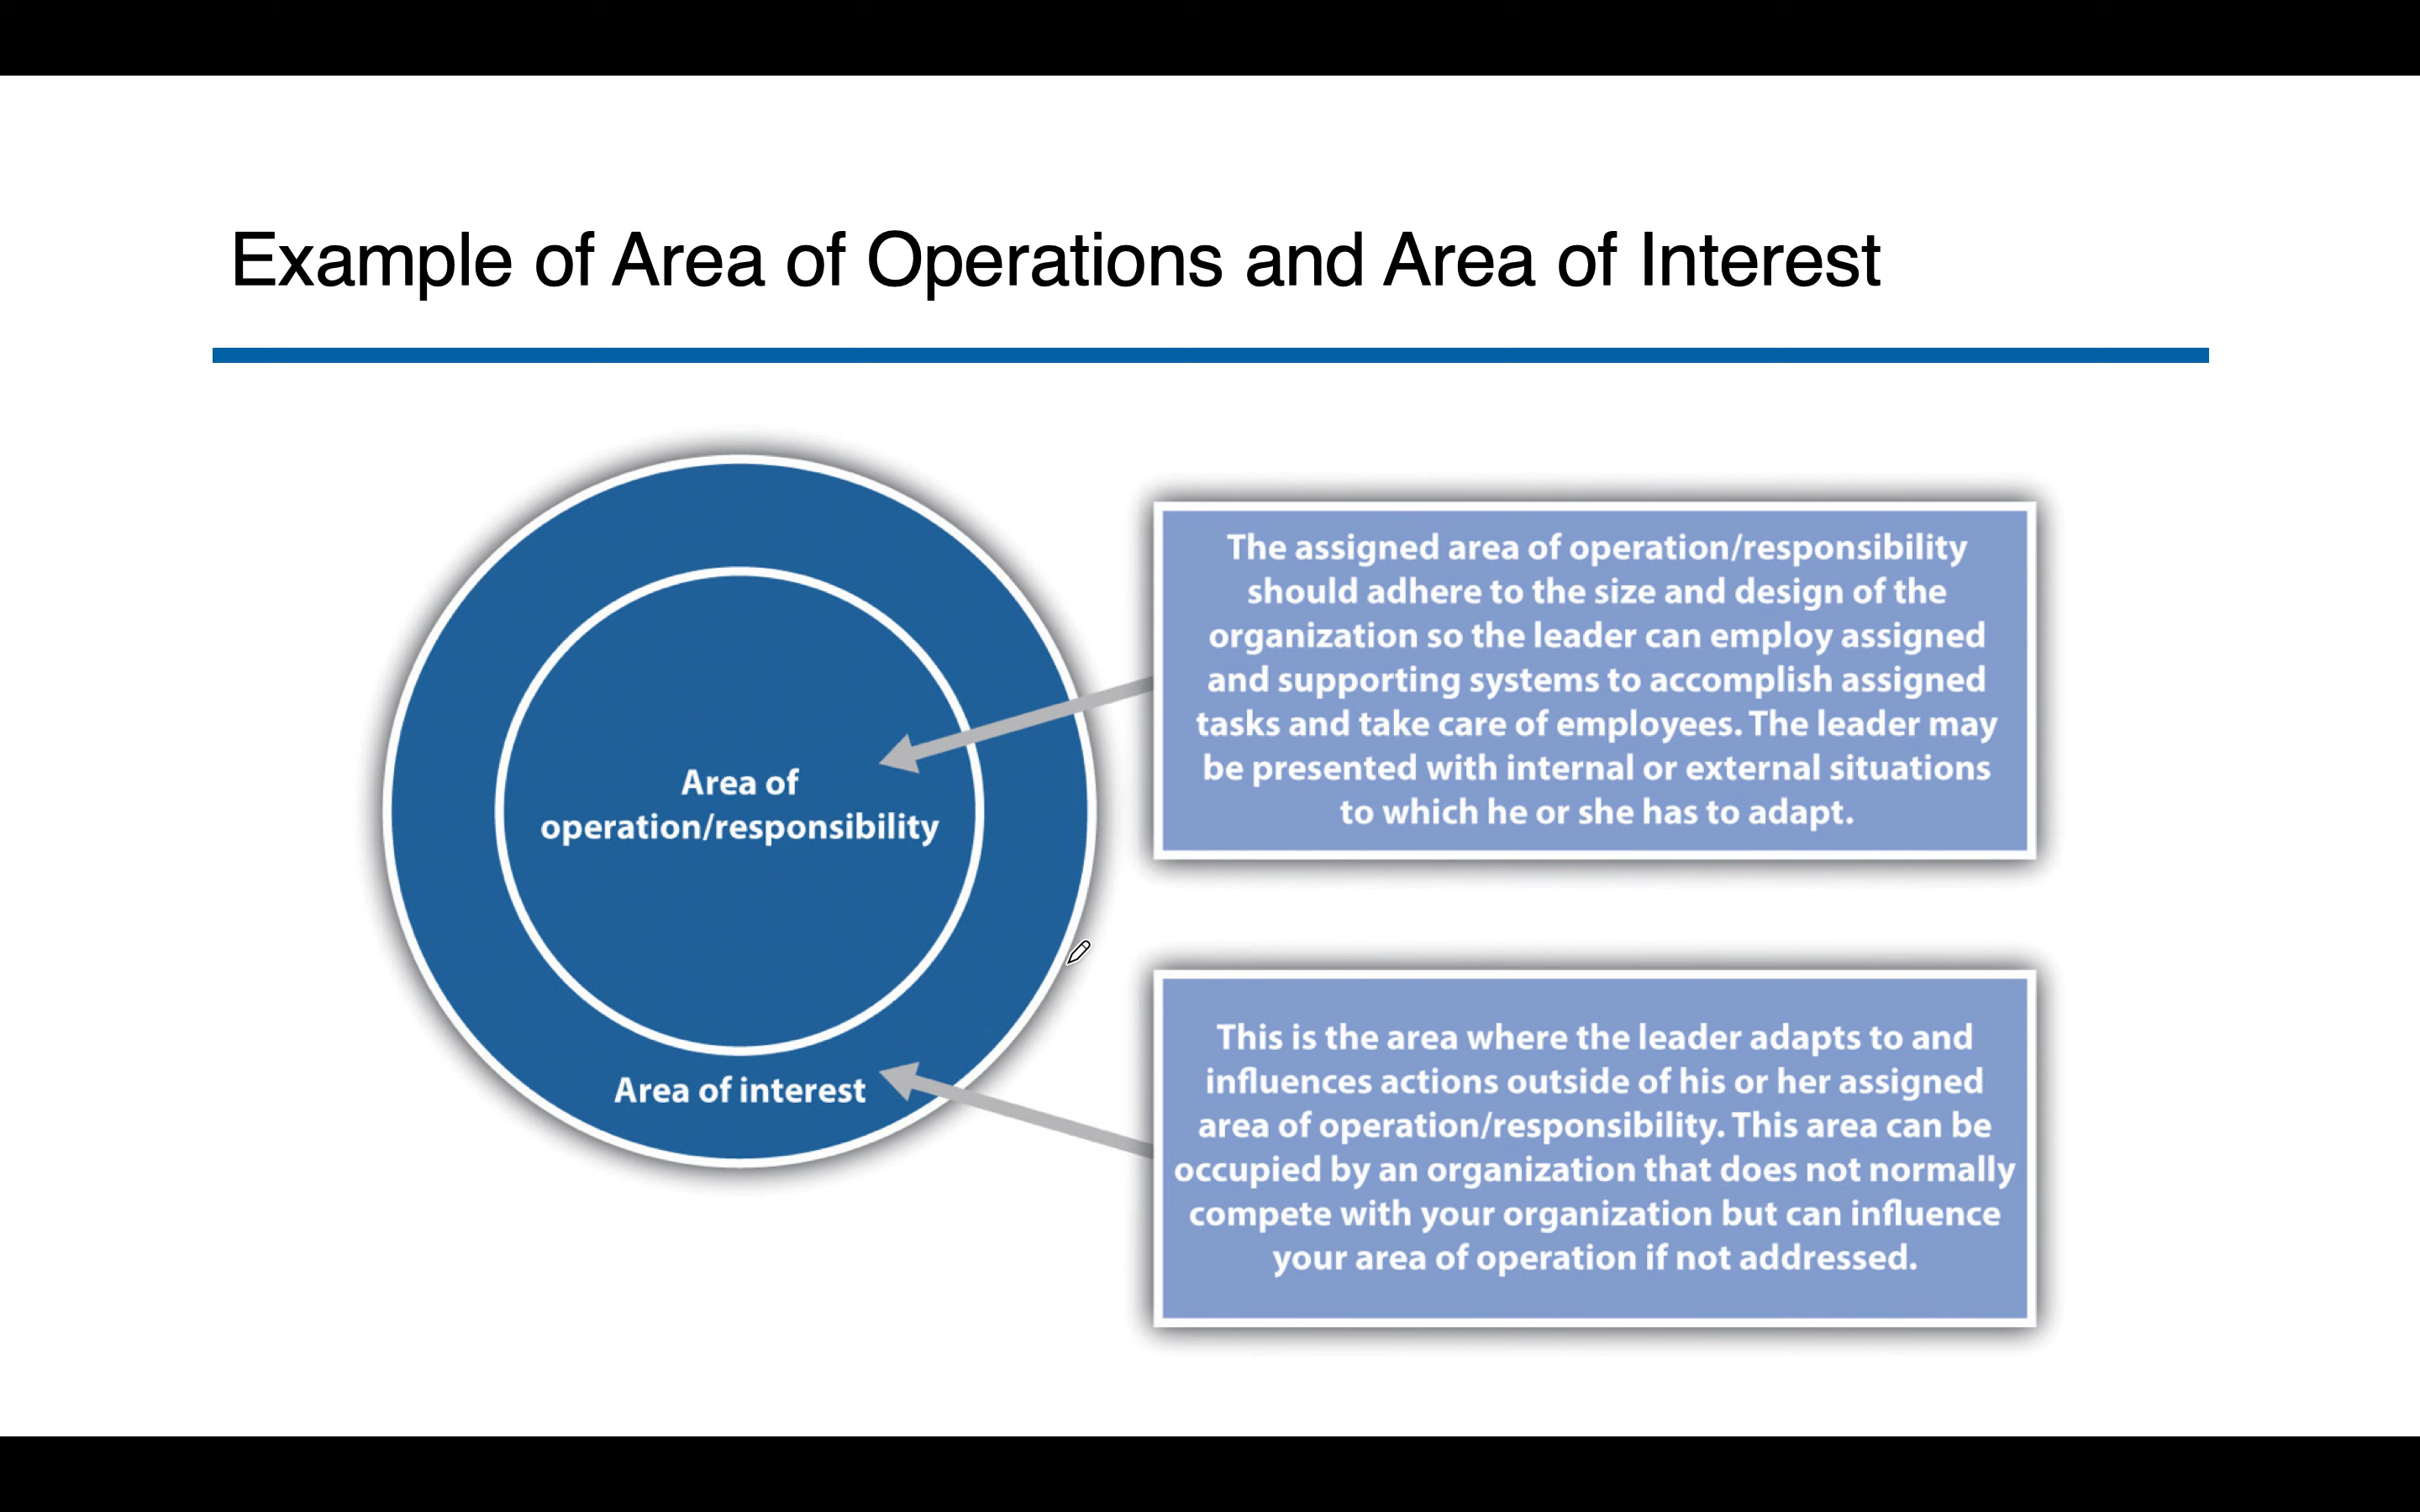 Example of Area of Operations and Area of Interest
Area of
operation/responsibility
Area of interest
The assigned area of operation/responsibility
should adhere to the size and design of the
organization so the leader can employ assigned
and supporting systems to accomplish assigned
tasks and take care of employees. The leader may
be presented with internal or external situations
to which he or she has to adapt.
This is the area where the leader adapts to and
influences actions outside of his or her assigned
area of operation/responsibility. This area can be
occupied by an organization that does not normally
compete with your organization but can influence
your area of operation if not addressed.